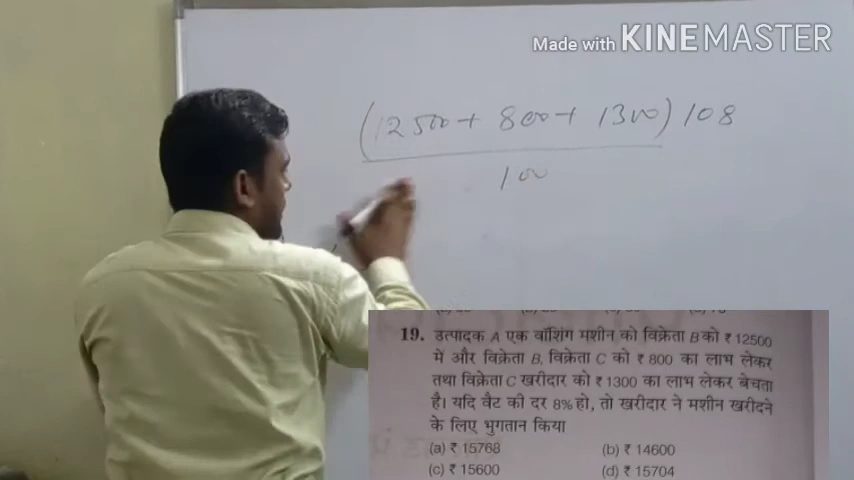 Made with KINEMASTER
(12500 + 800 + 1300) 108
100
19. उत्पादक A एक वॉशिंग मशीन को विक्रेता B को ₹ 12500
में और विक्रेता B, विक्रेता C को ₹ 800 का लाभ लेकर
तथा विक्रेता C खरीदार को ₹ 1300 का लाभ लेकर बेचता
है। यदि वैट की दर 8% हो, तो खरीदार ने मशीन खरीदने
के लिए भुगतान किया
(a) ₹ 15768 (b) ₹ 14600
(c) ₹ 15600 (d) ₹ 15704